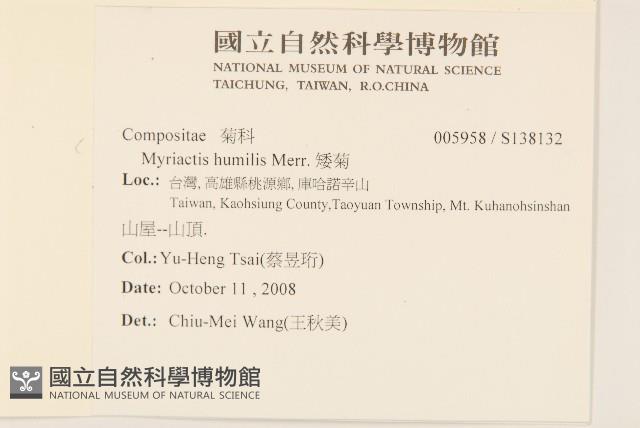 國立自然科學博物館
NATIONAL MUSEUM OF NATURAL SCIENCE
TAICHUNG, TAIWAN, R.O.CHINA
Compositae 菊科 005958 / S138132
Myriactis humilis Merr. 矮菊
Loc.: 台灣, 高雄縣桃源鄉, 庫哈諾辛山
Taiwan, Kaohsiung County,Taoyuan Township, Mt. Kuhanohsinshan
山屋--山頂.
Col.: Yu-Heng Tsai(蔡昱珩)
Date: October 11 , 2008
Det.: Chiu-Mei Wang(王秋美)
國立自然科學博物館
NATIONAL MUSEUM OF NATURAL SCIENCE